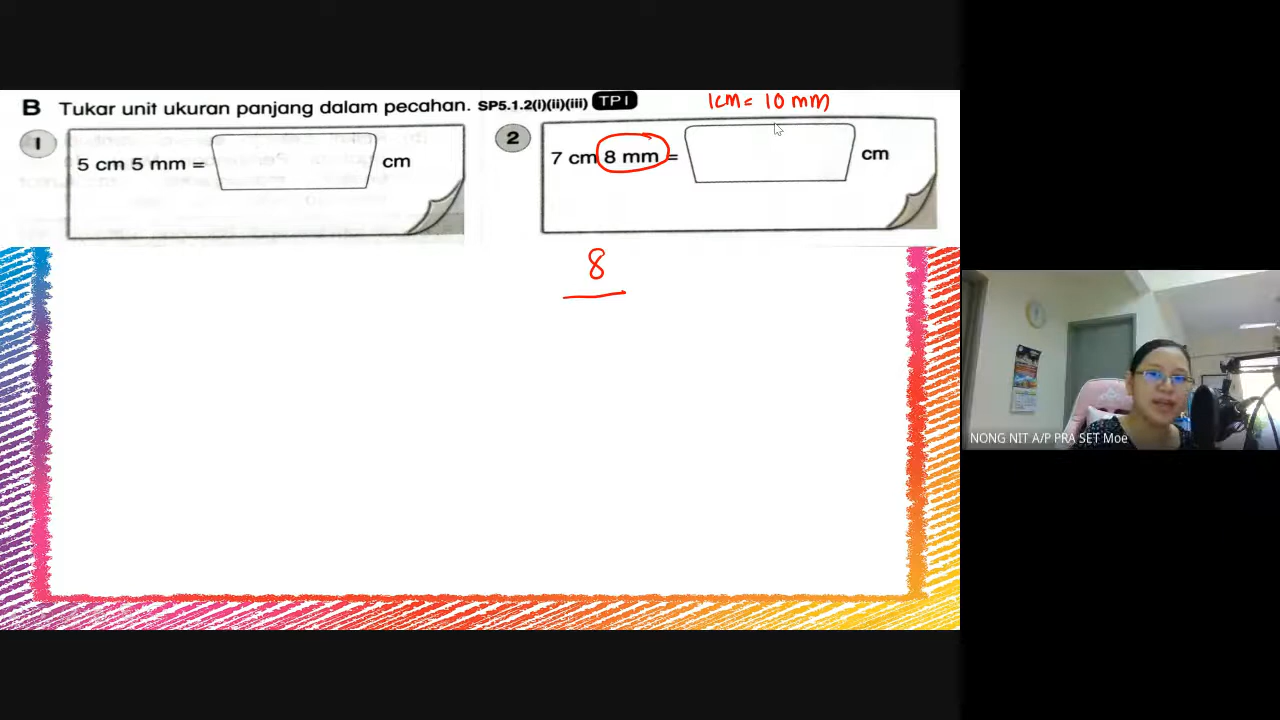 B Tukar unit ukuran panjang dalam pecahan. SP5.1.2(i)(ii)(iii) TP1
1cm = 10 mm
1
5 cm 5 mm = cm
2
7 cm 8 mm = cm
8
NONG NIT A/P PRA SET Moe